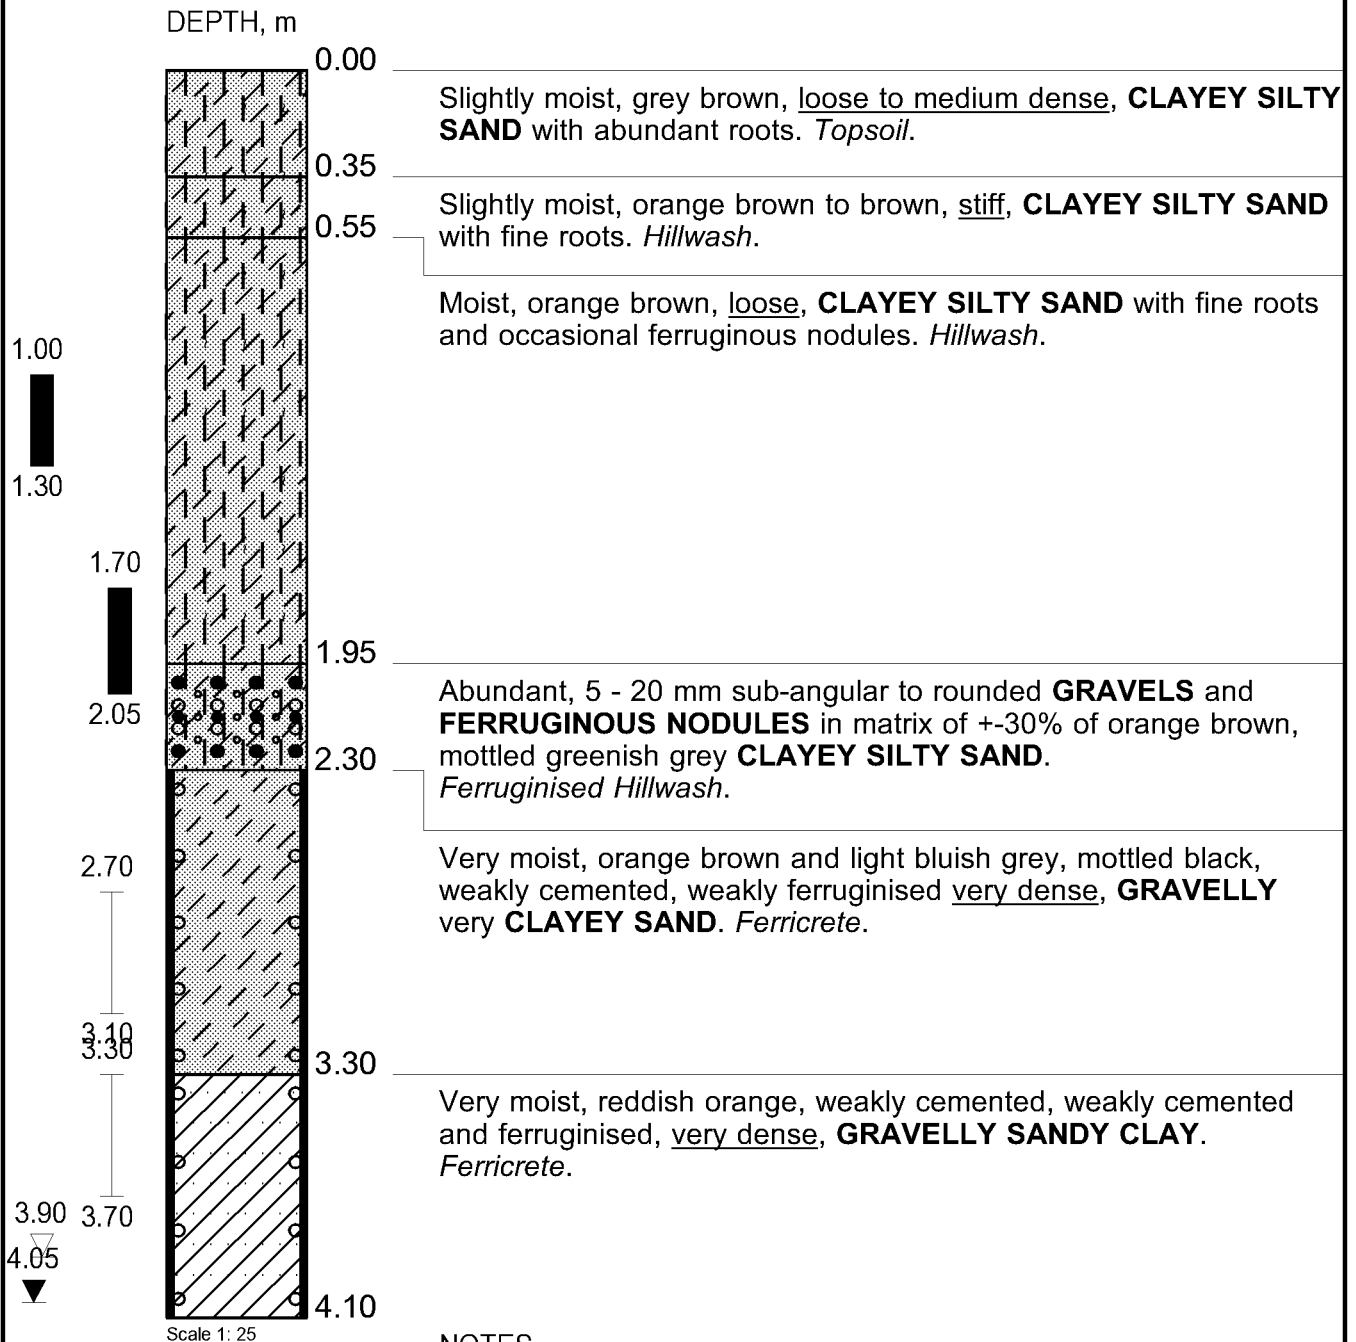 DEPTH, m
0.00
Slightly moist, grey brown, loose to medium dense, CLAYEY SILTY
SAND with abundant roots. Topsoil.
0.35
Slightly moist, orange brown to brown, stiff, CLAYEY SILTY SAND
with fine roots. Hillwash.
0.55
Moist, orange brown, loose, CLAYEY SILTY SAND with fine roots
and occasional ferruginous nodules. Hillwash.
1.00
1.30
1.70
1.95
Abundant, 5 - 20 mm sub-angular to rounded GRAVELS and
FERRUGINOUS NODULES in matrix of +-30% of orange brown,
mottled greenish grey CLAYEY SILTY SAND.
Ferruginised Hillwash.
2.05
2.30
Very moist, orange brown and light bluish grey, mottled black,
weakly cemented, weakly ferruginised very dense, GRAVELLY
very CLAYEY SAND. Ferricrete.
2.70
3.10
3.30
3.30
Very moist, reddish orange, weakly cemented, weakly cemented
and ferruginised, very dense, GRAVELLY SANDY CLAY.
Ferricrete.
3.90
3.70
4.05
4.10
Scale 1: 25
NOTES